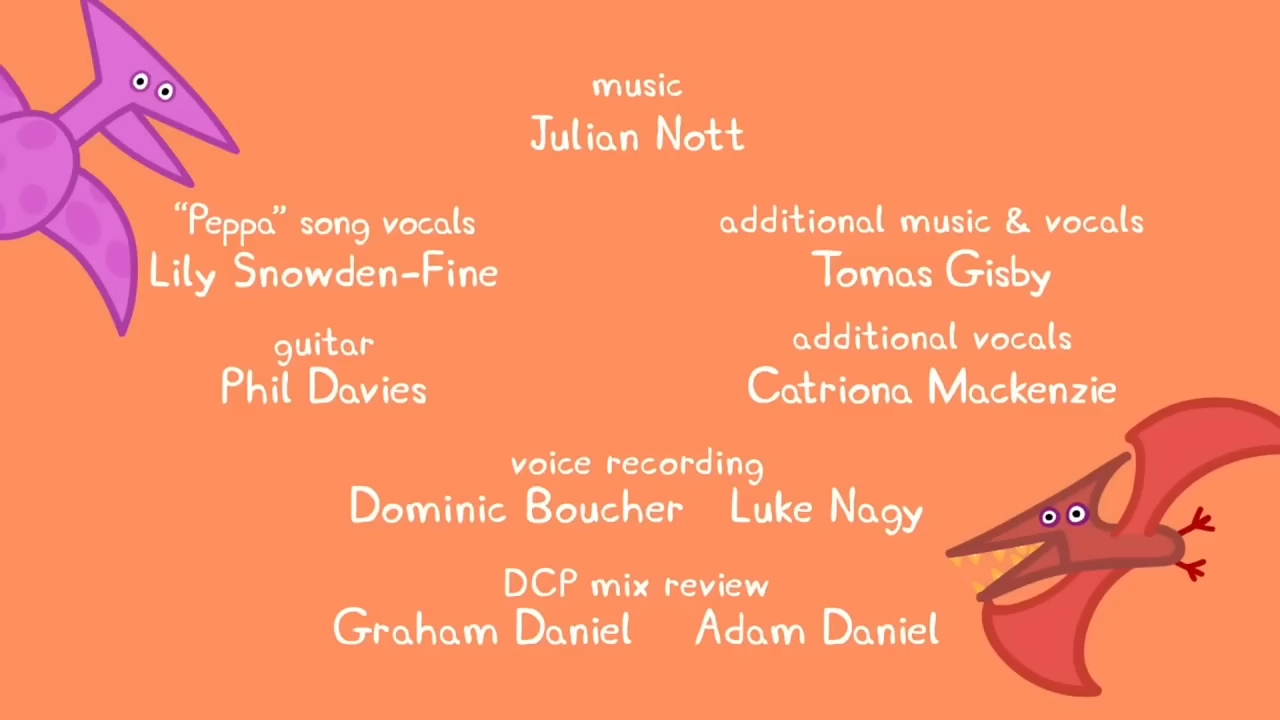 music
Julian Nott
“Peppa” song vocals
Lily Snowden-Fine
additional music & vocals
Tomas Gisby
guitar
Phil Davies
additional vocals
Catriona Mackenzie
voice recording
Dominic Boucher Luke Nagy
DCP mix review
Graham Daniel Adam Daniel